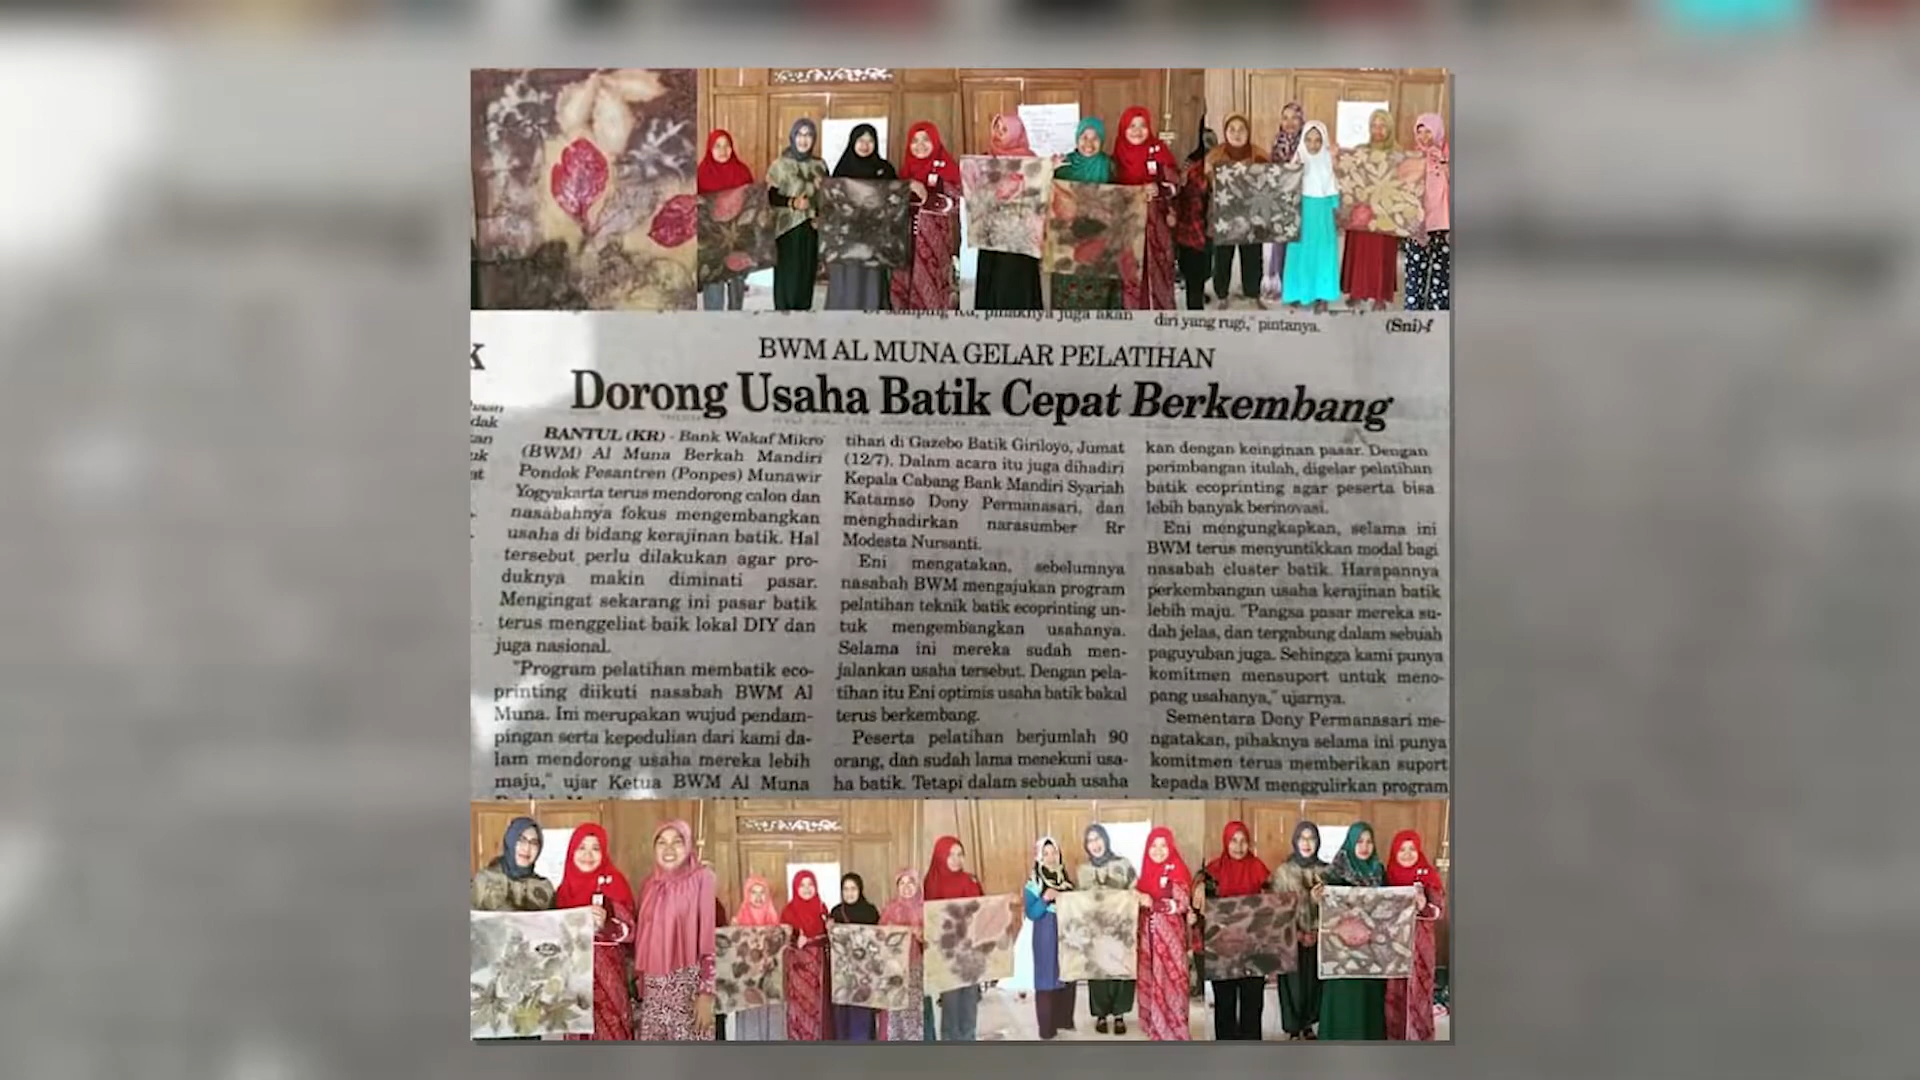 diri yang rugi," pintanya.
(Sni)-f
BWM AL MUNA GELAR PELATIHAN
Dorong Usaha Batik Cepat Berkembang
BANTUL (KR) - Bank Wakaf Mikro
(BWM) Al Muna Berkah Mandiri
Pondok Pesantren (Ponpes) Munawir
Yogyakarta terus mendorong calon dan
nasabahnya fokus mengembangkan
usaha di bidang kerajinan batik. Hal
tersebut perlu dilakukan agar pro-
duknya makin diminati pasar.
Mengingat sekarang ini pasar batik
terus menggeliat baik lokal DIY dan
juga nasional.
"Program pelatihan membatik eco-
printing diikuti nasabah BWM Al
Muna. Ini merupakan wujud pendam-
pingan serta kepedulian dari kami da-
lam mendorong usaha mereka lebih
maju," ujar Ketua BWM Al Muna
tihan di Gazebo Batik Giriloyo, Jumat
(12/7). Dalam acara itu juga dihadiri
Kepala Cabang Bank Mandiri Syariah
Katamso Dony Permanasari, dan
menghadirkan narasumber Rr
Modesta Nursanti.
Eni mengatakan, sebelumnya
nasabah BWM mengajukan program
pelatihan teknik batik ecoprinting un-
tuk mengembangkan usahanya.
Selama ini mereka sudah men-
jalankan usaha tersebut. Dengan pela-
tihan itu Eni optimis usaha batik bakal
terus berkembang.
Peserta pelatihan berjumlah 90
orang, dan sudah lama menekuni usa-
ha batik. Tetapi dalam sebuah usaha
kan dengan keinginan pasar. Dengan
perimbangan itulah, digelar pelatihan
batik ecoprinting agar peserta bisa
lebih banyak berinovasi.
Eni mengungkapkan, selama ini
BWM terus menyuntikkan modal bagi
nasabah cluster batik. Harapannya
perkembangan usaha kerajinan batik
lebih maju. "Pangsa pasar mereka su-
dah jelas, dan tergabung dalam sebuah
paguyuban juga. Sehingga kami punya
komitmen mensuport untuk meno-
pang usahanya," ujarnya.
Sementara Dony Permanasari me-
ngatakan, pihaknya selama ini punya
komitmen terus memberikan suport
kepada BWM menggulirkan program